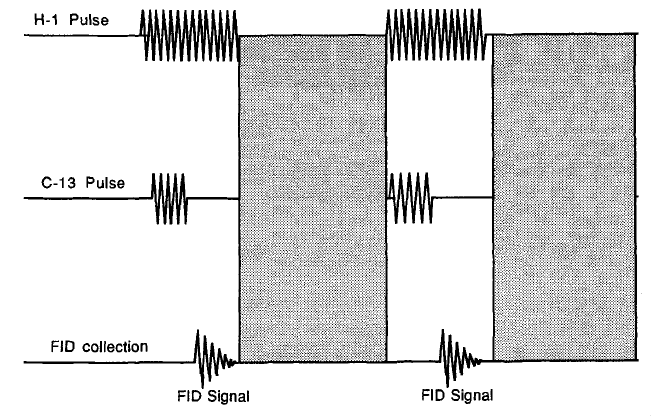 H-1 Pulse
C-13 Pulse
FID collection
FID Signal
FID Signal